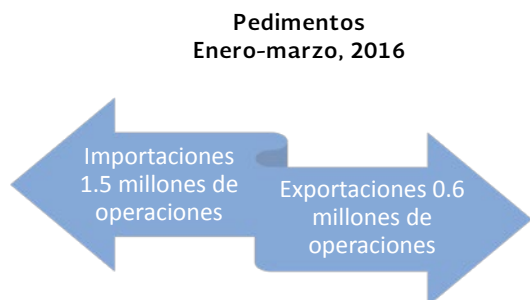 Pedimentos
Enero-marzo, 2016
Importaciones
1.5 millones de
operaciones
Exportaciones 0.6
millones de
operaciones